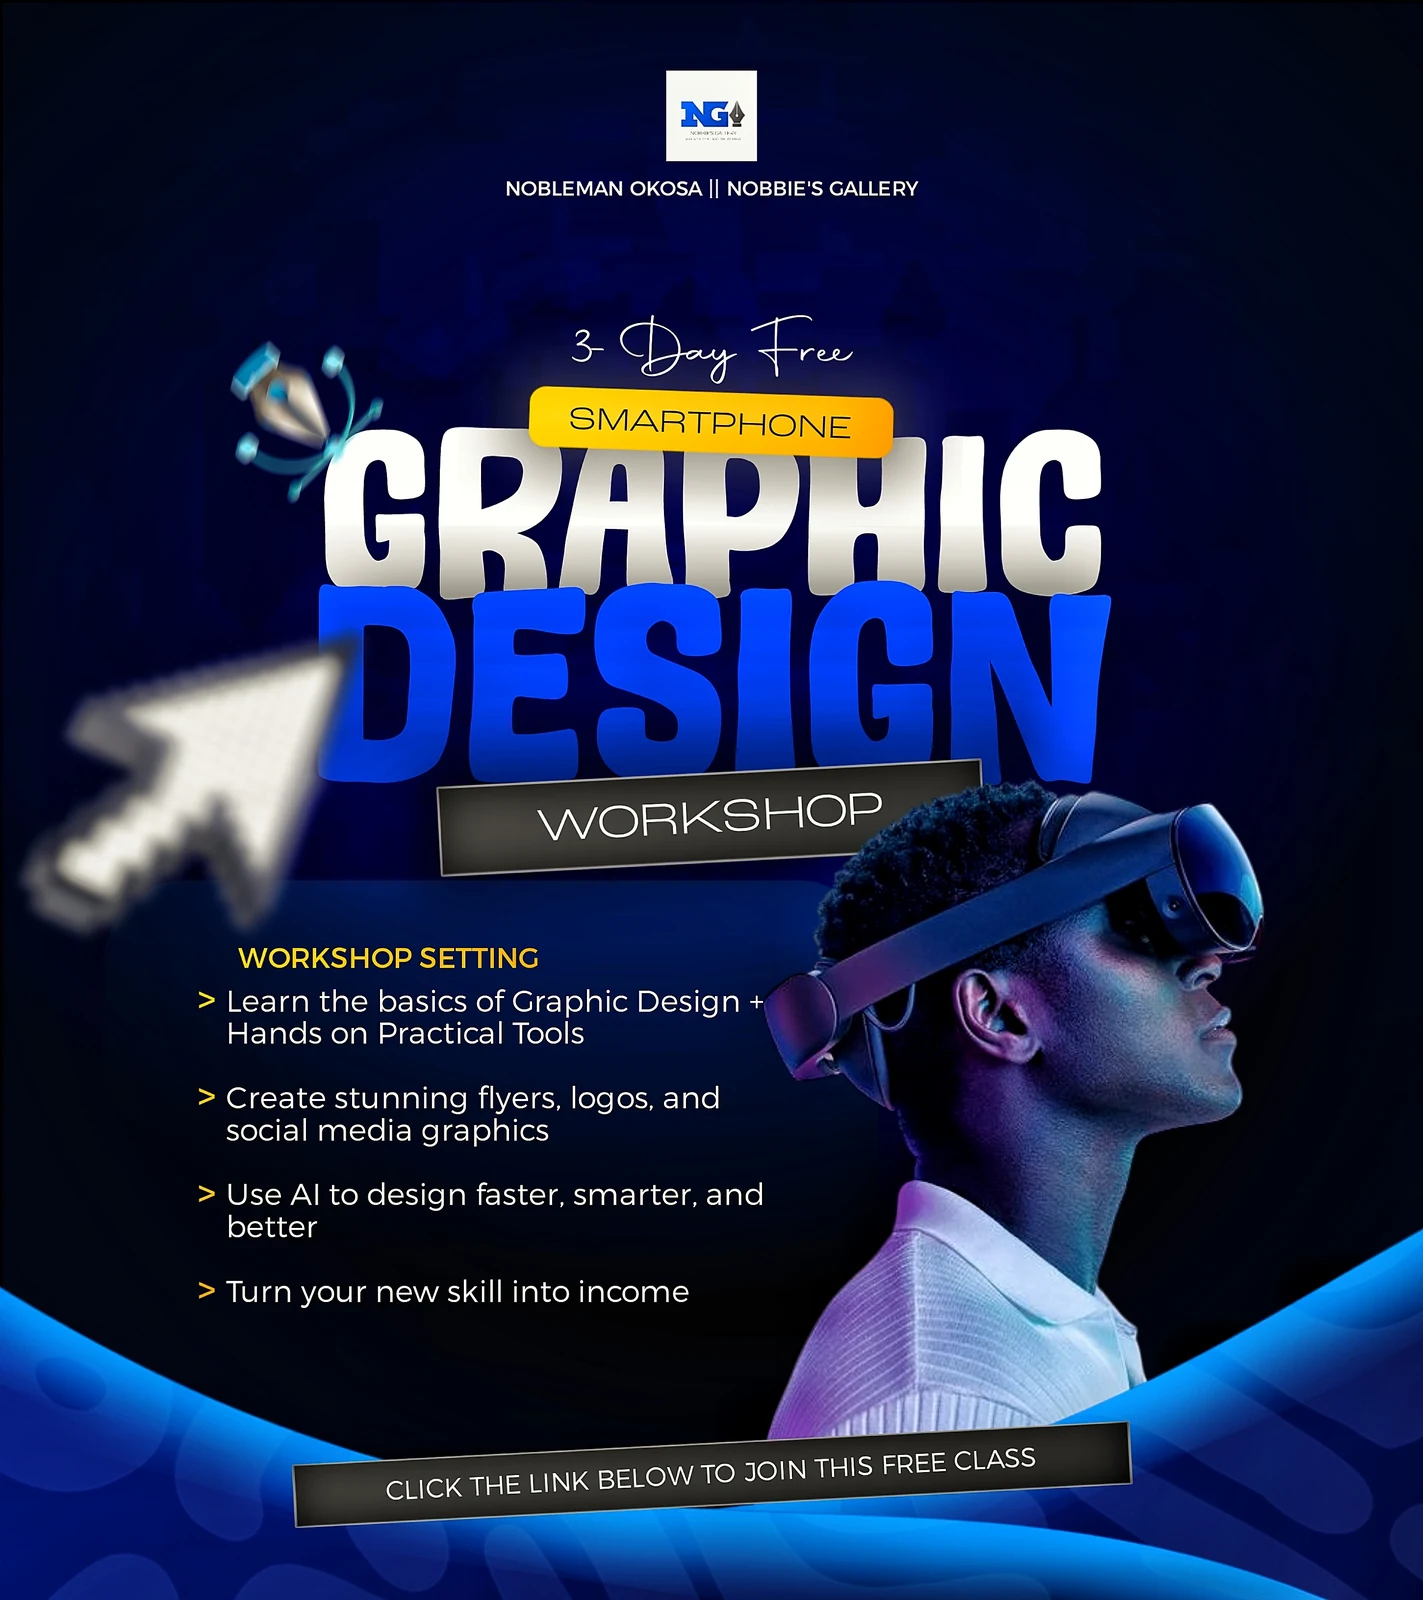 NG
NOBLEMAN OKOSA || NOBBIE'S GALLERY
3- Day Free
SMARTPHONE
GRAPHIC
DESIGN
WORKSHOP
WORKSHOP SETTING
> Learn the basics of Graphic Design +
Hands on Practical Tools
> Create stunning flyers, logos, and
social media graphics
> Use AI to design faster, smarter, and
better
> Turn your new skill into income
CLICK THE LINK BELOW TO JOIN THIS FREE CLASS